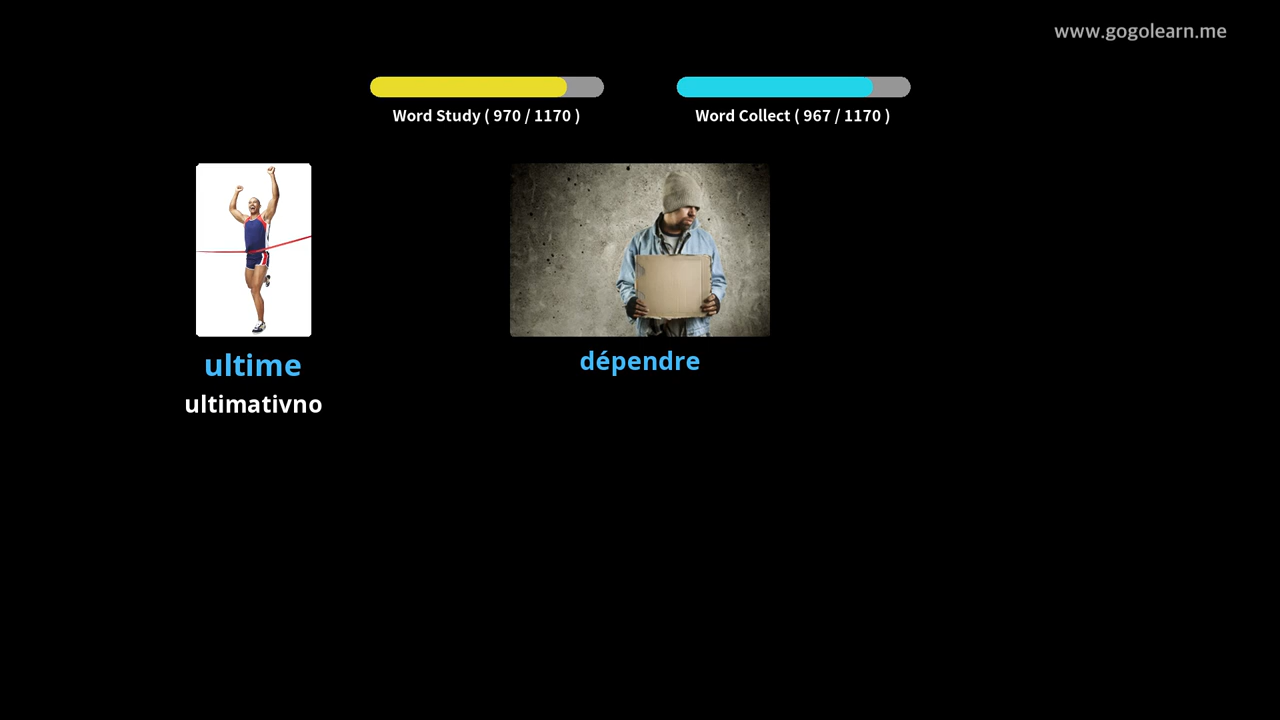 www.gogolearn.me
Word Study ( 970 / 1170 )
Word Collect ( 967 / 1170 )
ultime
dépendre
ultimativno